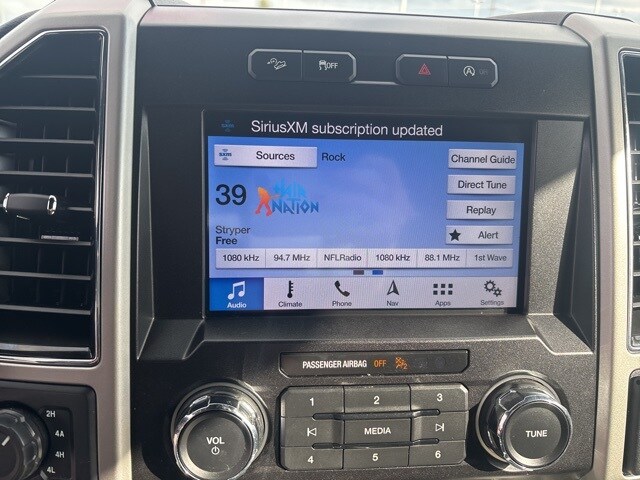 OFF
SiriusXM subscription updated
sxm Sources Rock Channel Guide
Direct Tune
39 HAIR NATION
Replay
Stryper Alert
Free
1080 kHz 94.7 MHz NFLRadio 1080 kHz 88.1 MHz 1st Wave
Audio Climate Phone Nav Apps Settings
PASSENGER AIRBAG OFF
1 2 3
VOL MEDIA TUNE
4 5 6
2H
4A
4H
4L